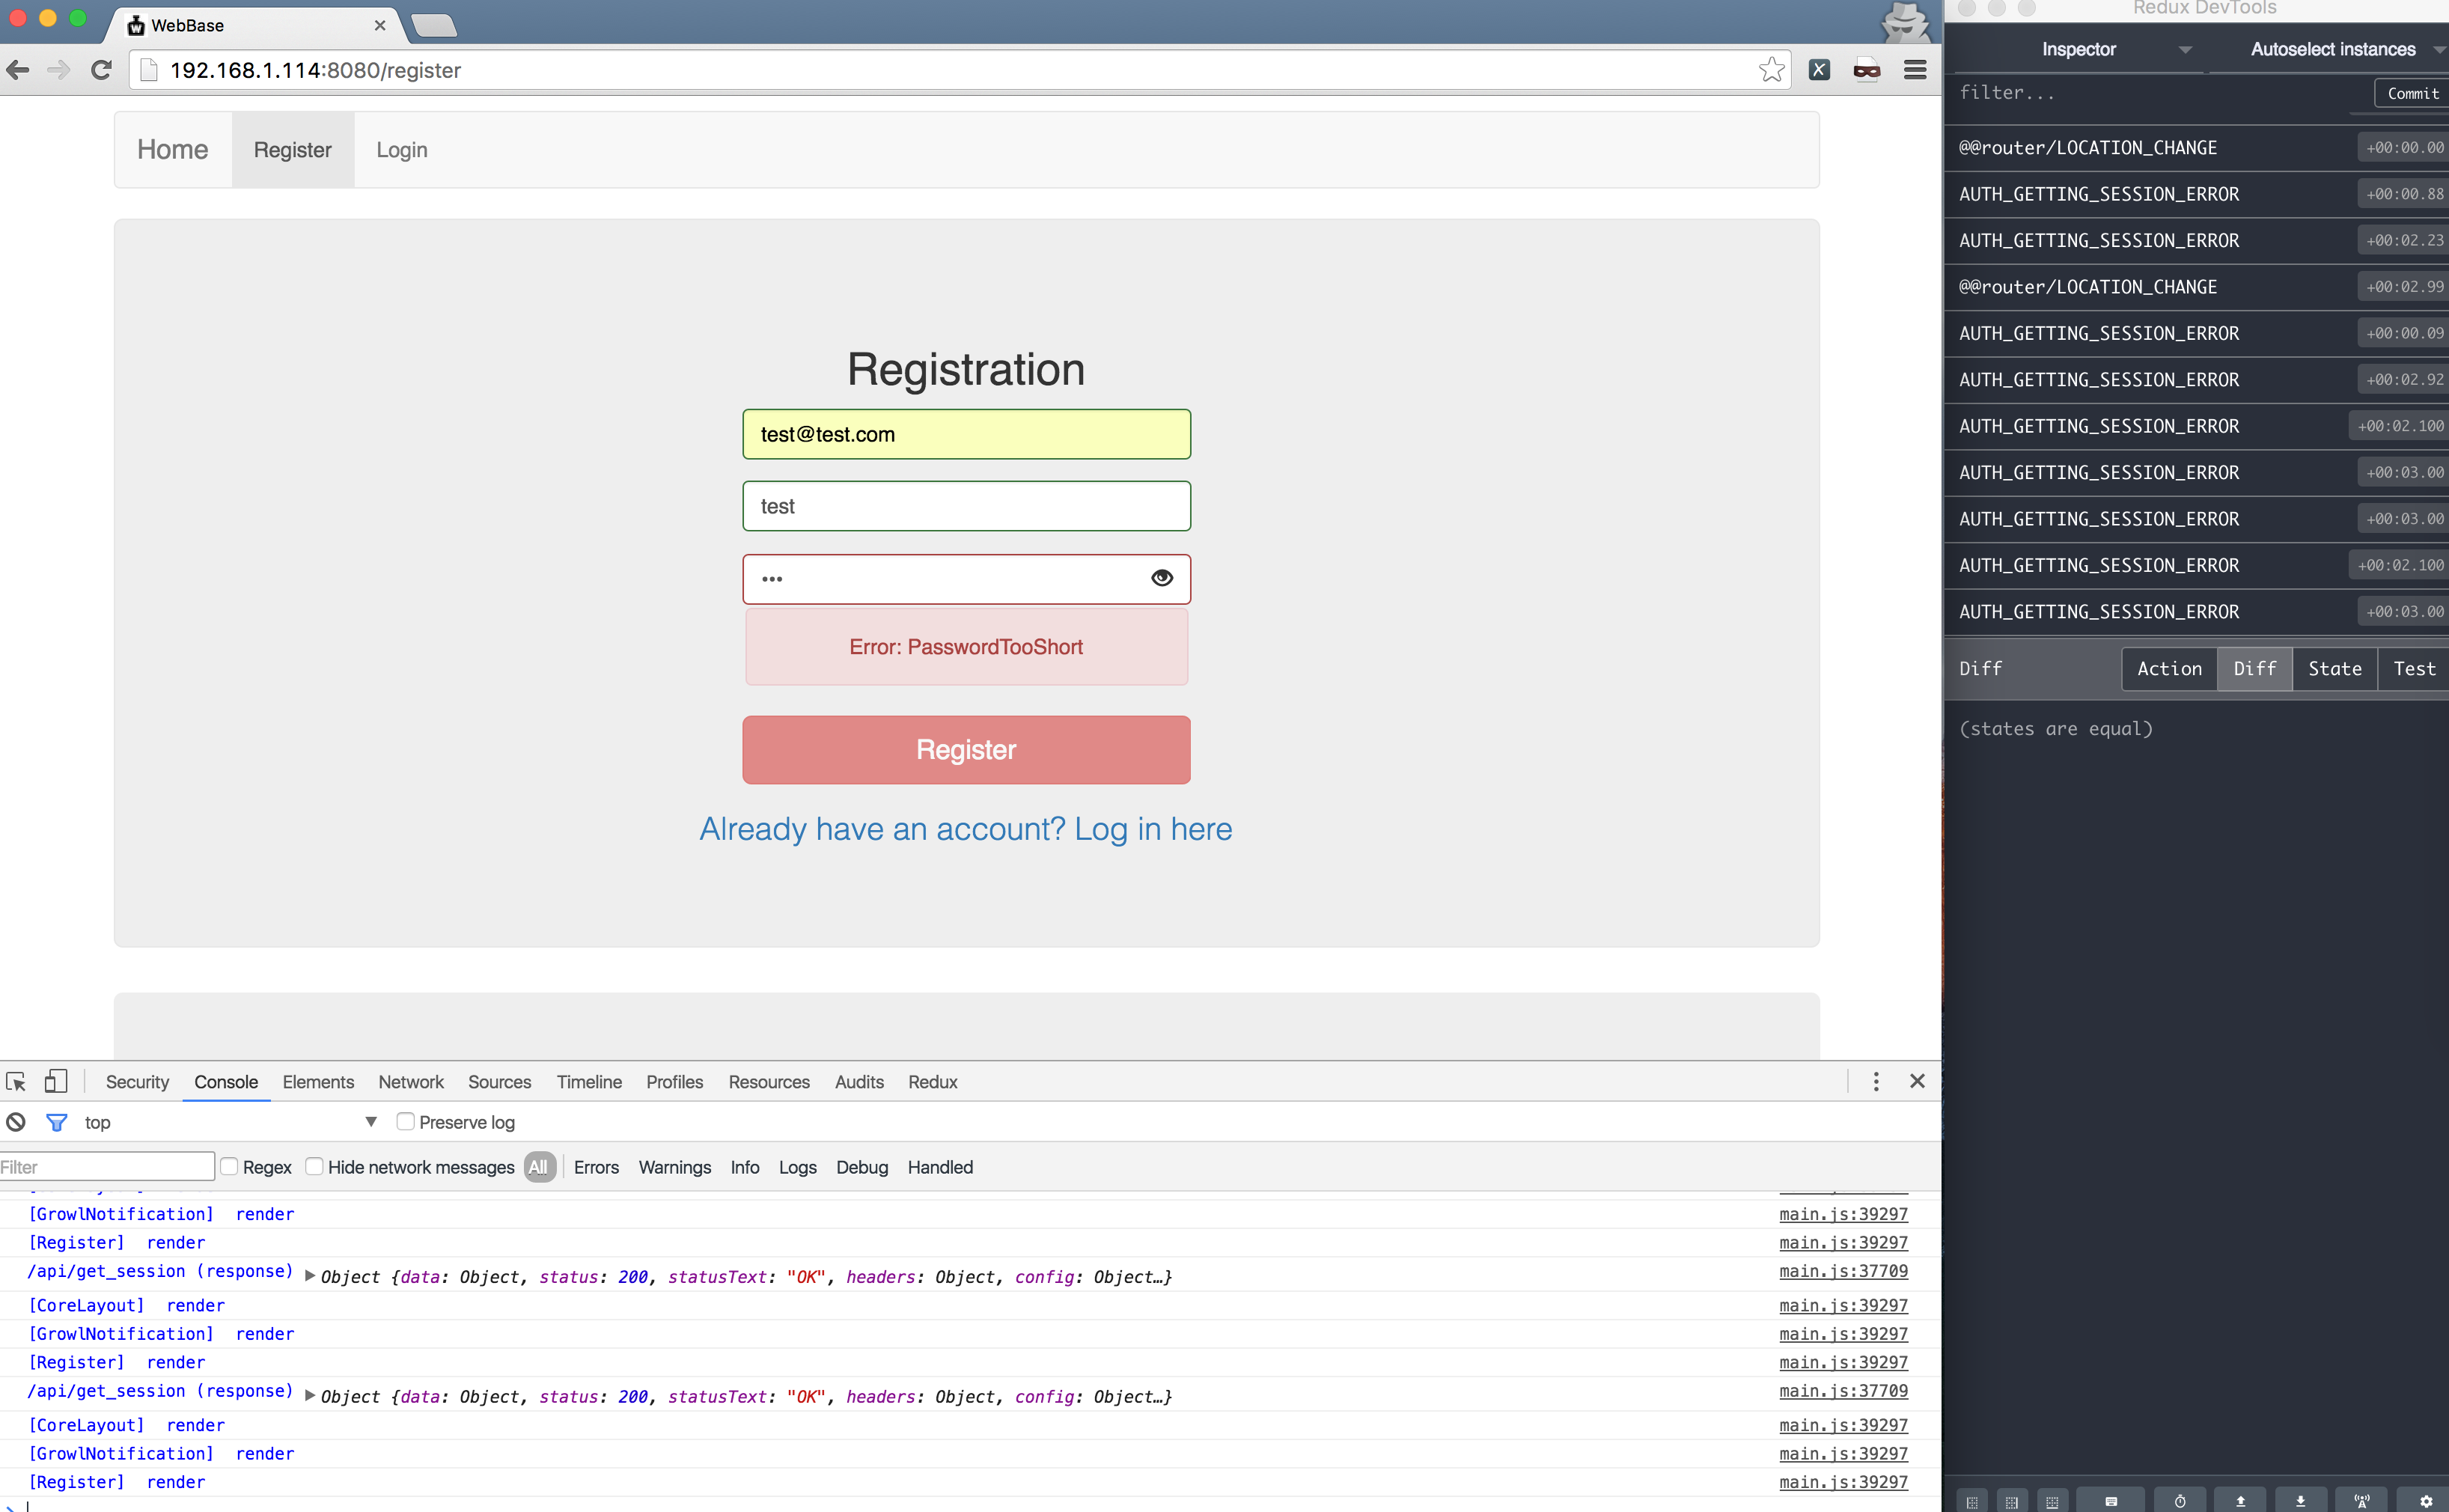 WebBase
192.168.1.114:8080/register
Home Register Login
Registration
test@test.com
test
•••
Error: PasswordTooShort
Register
Already have an account? Log in here
Security Console Elements Network Sources Timeline Profiles Resources Audits Redux
top Preserve log
Filter Regex Hide network messages All Errors Warnings Info Logs Debug Handled
[GrowlNotification] render main.js:39297
[Register] render main.js:39297
/api/get_session (response) Object {data: Object, status: 200, statusText: "OK", headers: Object, config: Object…} main.js:37709
[CoreLayout] render main.js:39297
[GrowlNotification] render main.js:39297
[Register] render main.js:39297
/api/get_session (response) Object {data: Object, status: 200, statusText: "OK", headers: Object, config: Object…} main.js:37709
[CoreLayout] render main.js:39297
[GrowlNotification] render main.js:39297
[Register] render main.js:39297
Redux DevTools
Inspector Autoselect instances
filter... Commit
@@router/LOCATION_CHANGE +00:00.00
AUTH_GETTING_SESSION_ERROR +00:00.88
AUTH_GETTING_SESSION_ERROR +00:02.23
@@router/LOCATION_CHANGE +00:02.99
AUTH_GETTING_SESSION_ERROR +00:00.09
AUTH_GETTING_SESSION_ERROR +00:02.92
AUTH_GETTING_SESSION_ERROR +00:02.100
AUTH_GETTING_SESSION_ERROR +00:03.00
AUTH_GETTING_SESSION_ERROR +00:03.00
AUTH_GETTING_SESSION_ERROR +00:02.100
AUTH_GETTING_SESSION_ERROR +00:03.00
Diff Action Diff State Test
(states are equal)